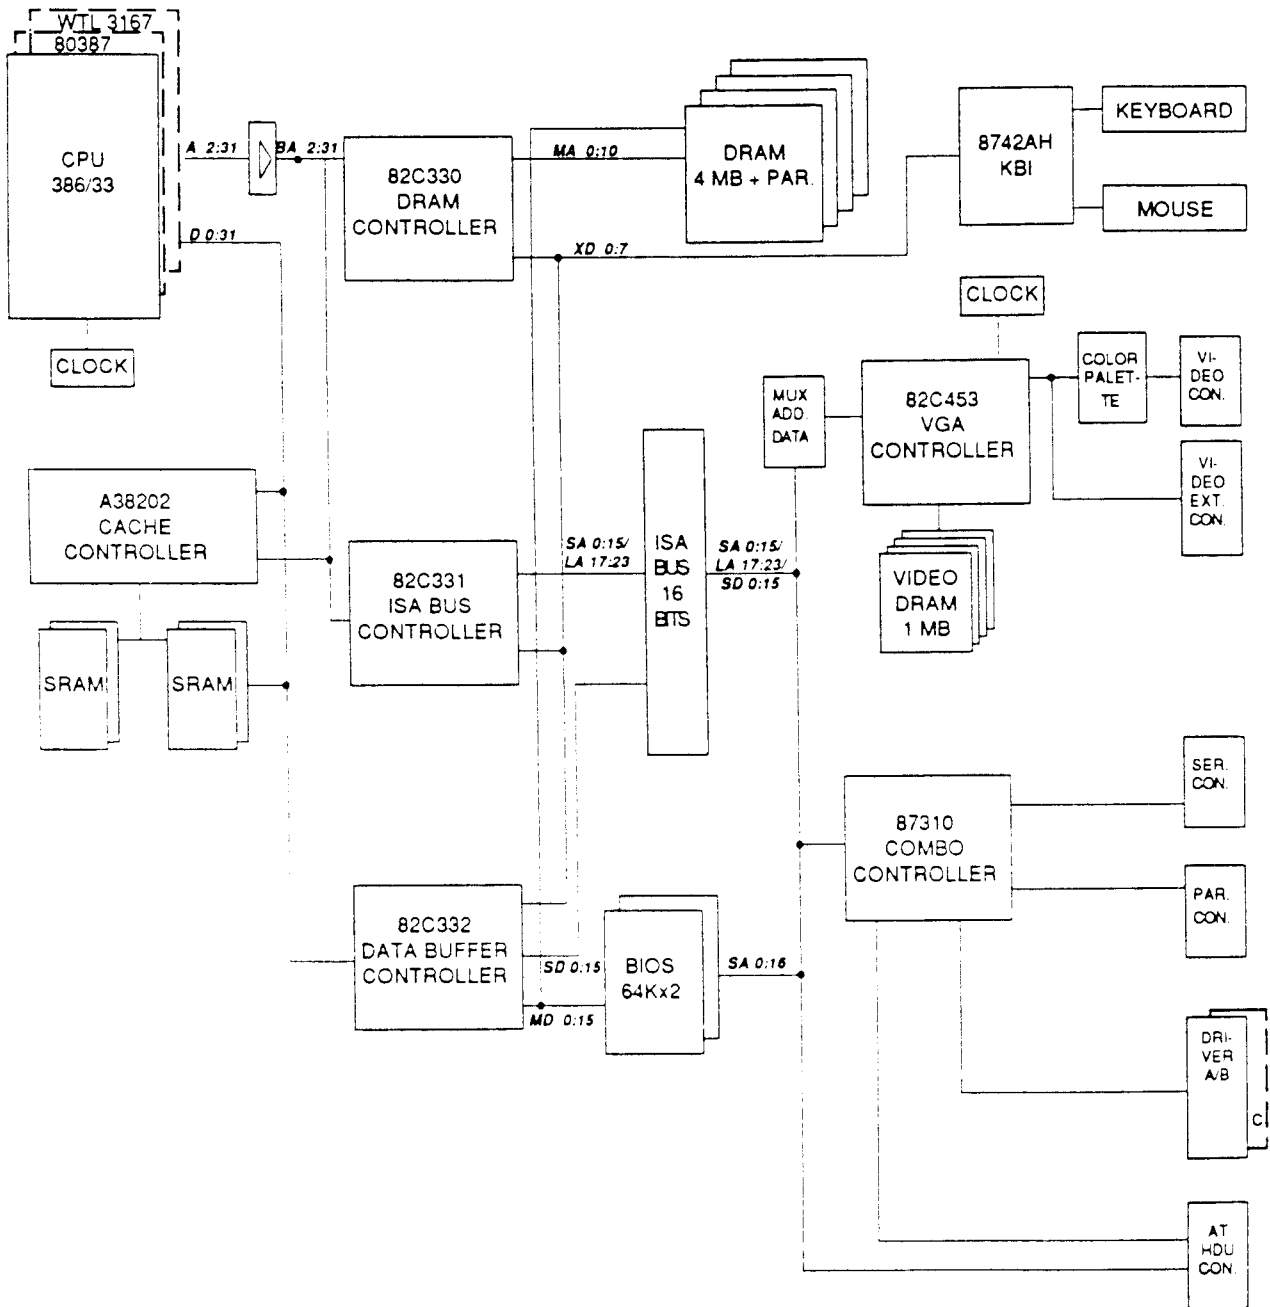 WTL 3167
80387
CPU
386/33
A 2:31
BA 2:31
D 0:31
CLOCK
82C330
DRAM
CONTROLLER
MA 0:10
XD 0:7
DRAM
4 MB + PAR.
8742AH
KBI
KEYBOARD
MOUSE
CLOCK
MUX
ADD.
DATA
82C453
VGA
CONTROLLER
COLOR
PALET-
TE
VI-
DEO
CON.
VI-
DEO
EXT.
CON.
VIDEO
DRAM
1 MB
A38202
CACHE
CONTROLLER
SRAM
SRAM
82C331
ISA BUS
CONTROLLER
SA 0:15/
LA 17:23
ISA
BUS
16
BITS
SA 0:15/
LA 17:23/
SD 0:15
82C332
DATA BUFFER
CONTROLLER
SD 0:15
MD 0:15
BIOS
64Kx2
SA 0:16
87310
COMBO
CONTROLLER
SER.
CON.
PAR.
CON.
DRI-
VER
A/B
C
AT
HDU
CON.